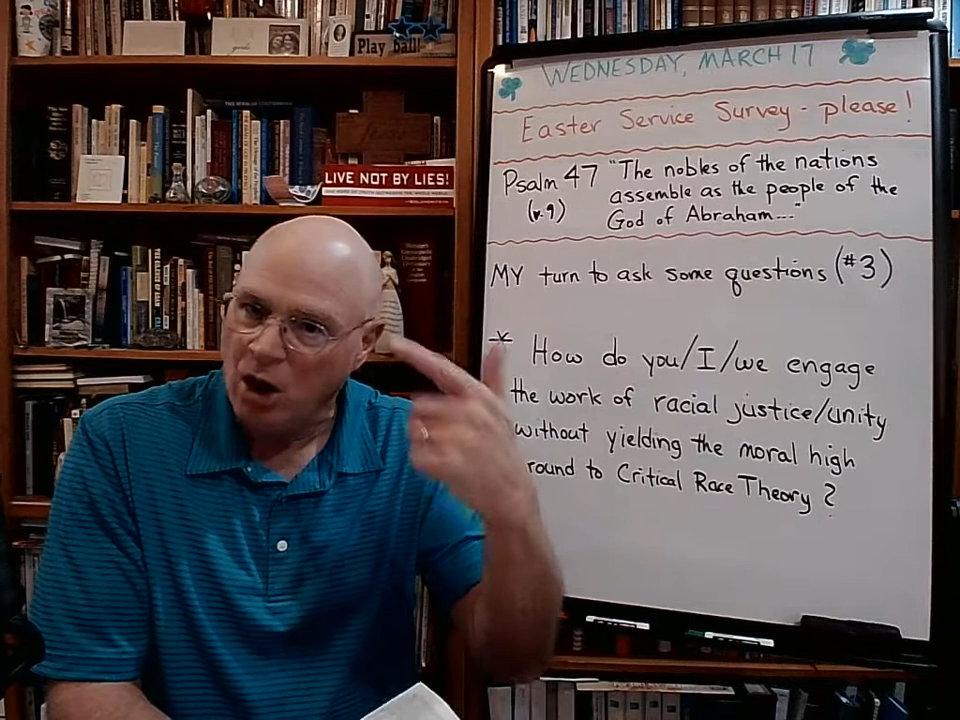 Play ball!
LIVE NOT BY LIES!
WEDNESDAY, MARCH 17
Easter Service Survey - please!
Psalm 47 "The nobles of the nations
(v. 9) assemble as the people of the
God of Abraham..."
MY turn to ask some questions (#3)
* How do you/I/we engage
the work of racial justice/unity
without yielding the moral high
round to Critical Race Theory?